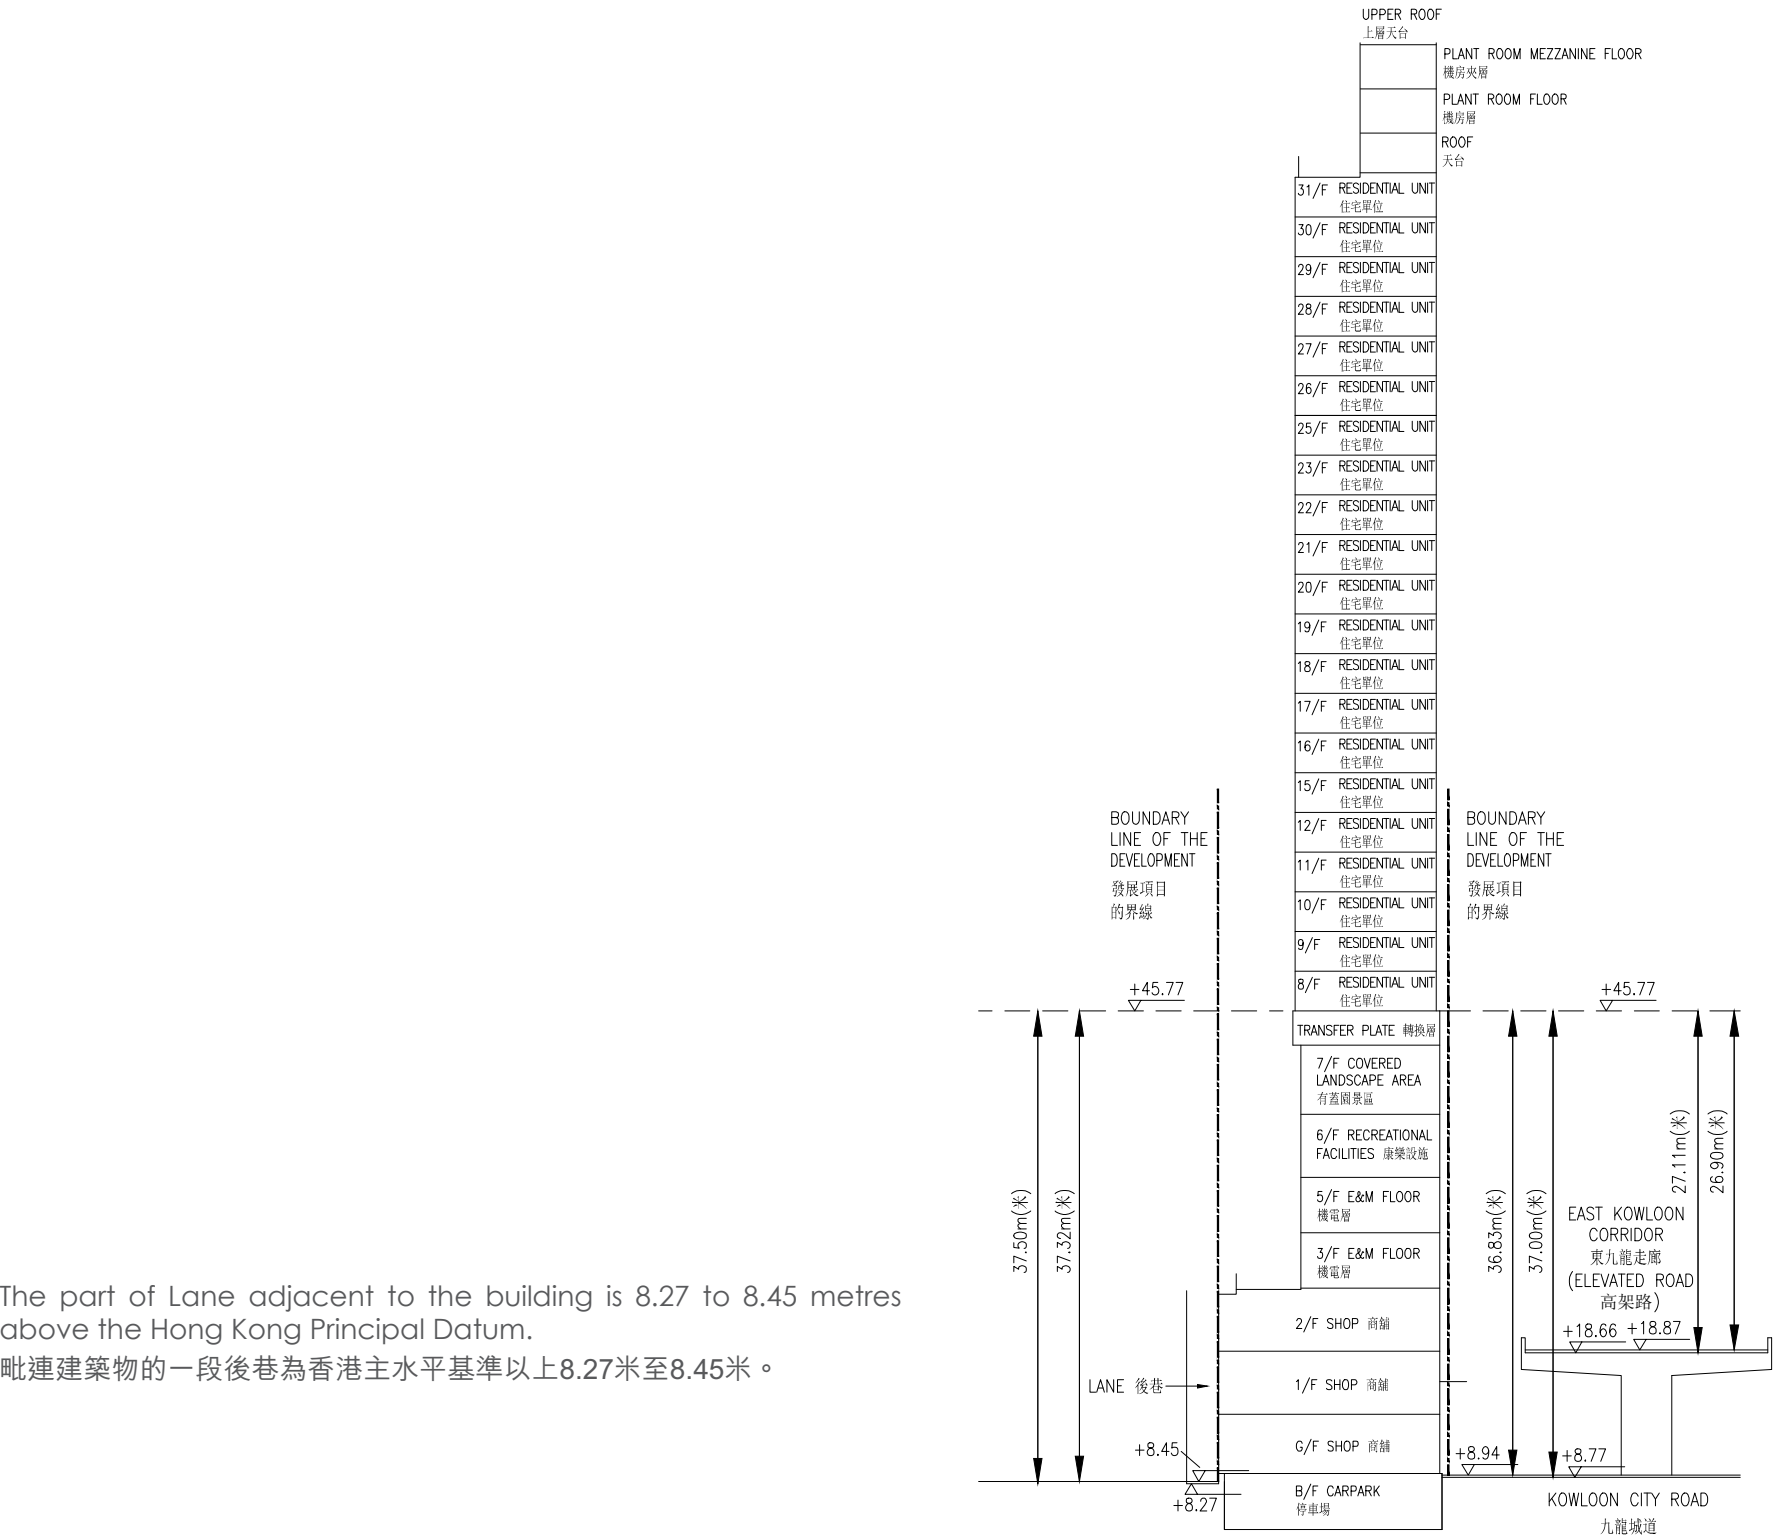 UPPER ROOF
上層天台
PLANT ROOM MEZZANINE FLOOR
機房夾層
PLANT ROOM FLOOR
機房層
ROOF
天台
31/F RESIDENTIAL UNIT
住宅單位
30/F RESIDENTIAL UNIT
住宅單位
29/F RESIDENTIAL UNIT
住宅單位
28/F RESIDENTIAL UNIT
住宅單位
27/F RESIDENTIAL UNIT
住宅單位
26/F RESIDENTIAL UNIT
住宅單位
25/F RESIDENTIAL UNIT
住宅單位
23/F RESIDENTIAL UNIT
住宅單位
22/F RESIDENTIAL UNIT
住宅單位
21/F RESIDENTIAL UNIT
住宅單位
20/F RESIDENTIAL UNIT
住宅單位
19/F RESIDENTIAL UNIT
住宅單位
18/F RESIDENTIAL UNIT
住宅單位
17/F RESIDENTIAL UNIT
住宅單位
16/F RESIDENTIAL UNIT
住宅單位
15/F RESIDENTIAL UNIT
住宅單位
12/F RESIDENTIAL UNIT
住宅單位
11/F RESIDENTIAL UNIT
住宅單位
10/F RESIDENTIAL UNIT
住宅單位
9/F RESIDENTIAL UNIT
住宅單位
8/F RESIDENTIAL UNIT
住宅單位
BOUNDARY
LINE OF THE
DEVELOPMENT
發展項目
的界線
BOUNDARY
LINE OF THE
DEVELOPMENT
發展項目
的界線
+45.77
+45.77
TRANSFER PLATE 轉換層
7/F COVERED
LANDSCAPE AREA
有蓋園景區
6/F RECREATIONAL
FACILITIES 康樂設施
5/F E&M FLOOR
機電層
3/F E&M FLOOR
機電層
2/F SHOP 商舖
1/F SHOP 商舖
G/F SHOP 商舖
B/F CARPARK
停車場
37.50m(米)
37.32m(米)
36.83m(米)
37.00m(米)
27.11m(米)
26.90m(米)
EAST KOWLOON
CORRIDOR
東九龍走廊
(ELEVATED ROAD
高架路)
+18.66 +18.87
LANE 後巷
+8.45
+8.27
+8.94
+8.77
KOWLOON CITY ROAD
九龍城道
The part of Lane adjacent to the building is 8.27 to 8.45 metres
above the Hong Kong Principal Datum.
毗連建築物的一段後巷為香港主水平基準以上8.27米至8.45米。